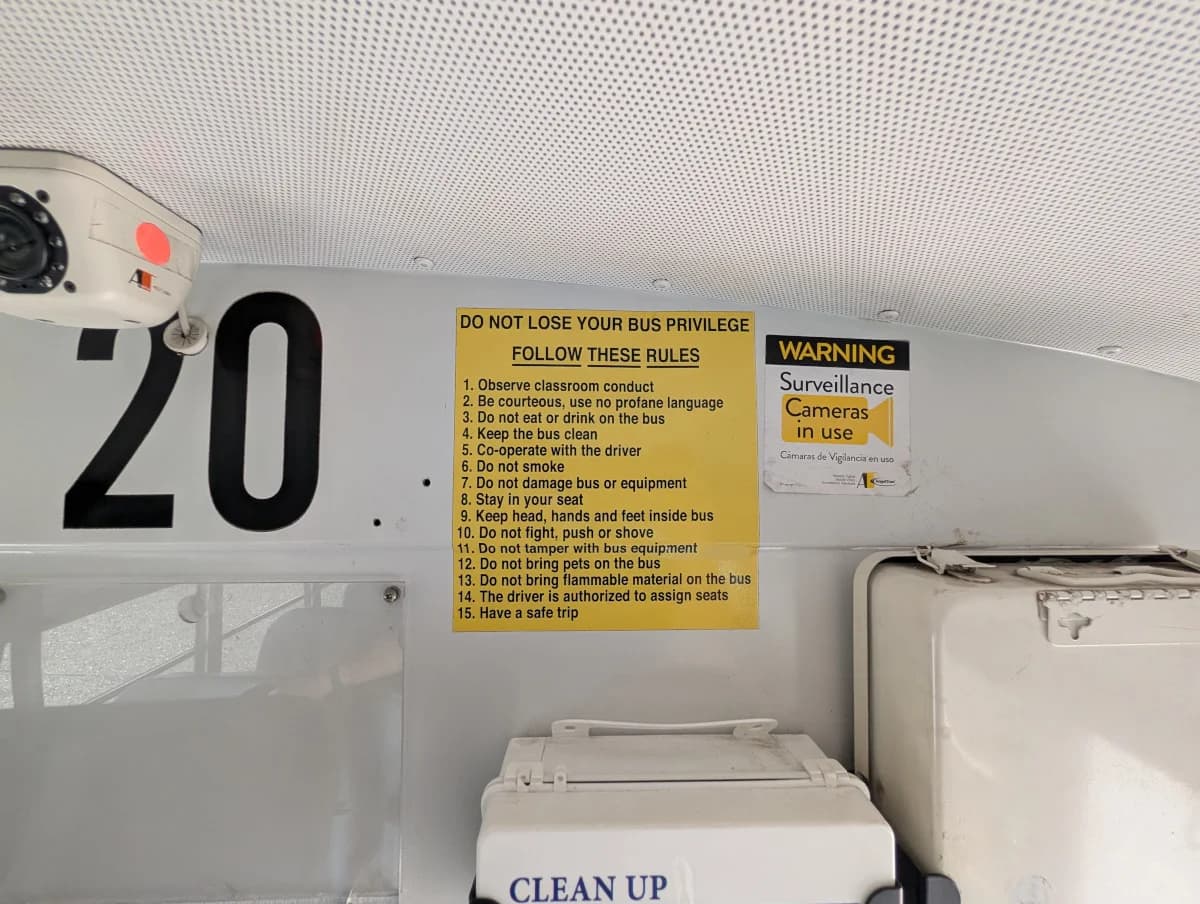 20
DO NOT LOSE YOUR BUS PRIVILEGE
FOLLOW THESE RULES
1. Observe classroom conduct
2. Be courteous, use no profane language
3. Do not eat or drink on the bus
4. Keep the bus clean
5. Co-operate with the driver
6. Do not smoke
7. Do not damage bus or equipment
8. Stay in your seat
9. Keep head, hands and feet inside bus
10. Do not fight, push or shove
11. Do not tamper with bus equipment
12. Do not bring pets on the bus
13. Do not bring flammable material on the bus
14. The driver is authorized to assign seats
15. Have a safe trip
WARNING
Surveillance
Cameras
in use
Cámaras de Vigilancia en uso
CLEAN UP